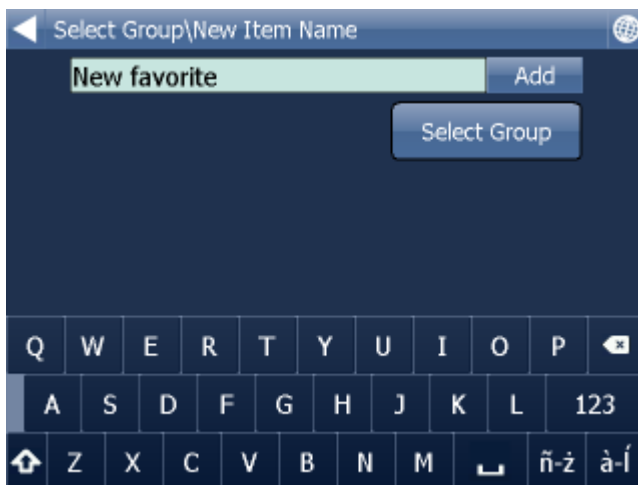 Select Group\New Item Name
New favorite Add
Select Group
Q W E R T Y U I O P
A S D F G H J K L 123
Z X C V B N M ñ-ż à-Í